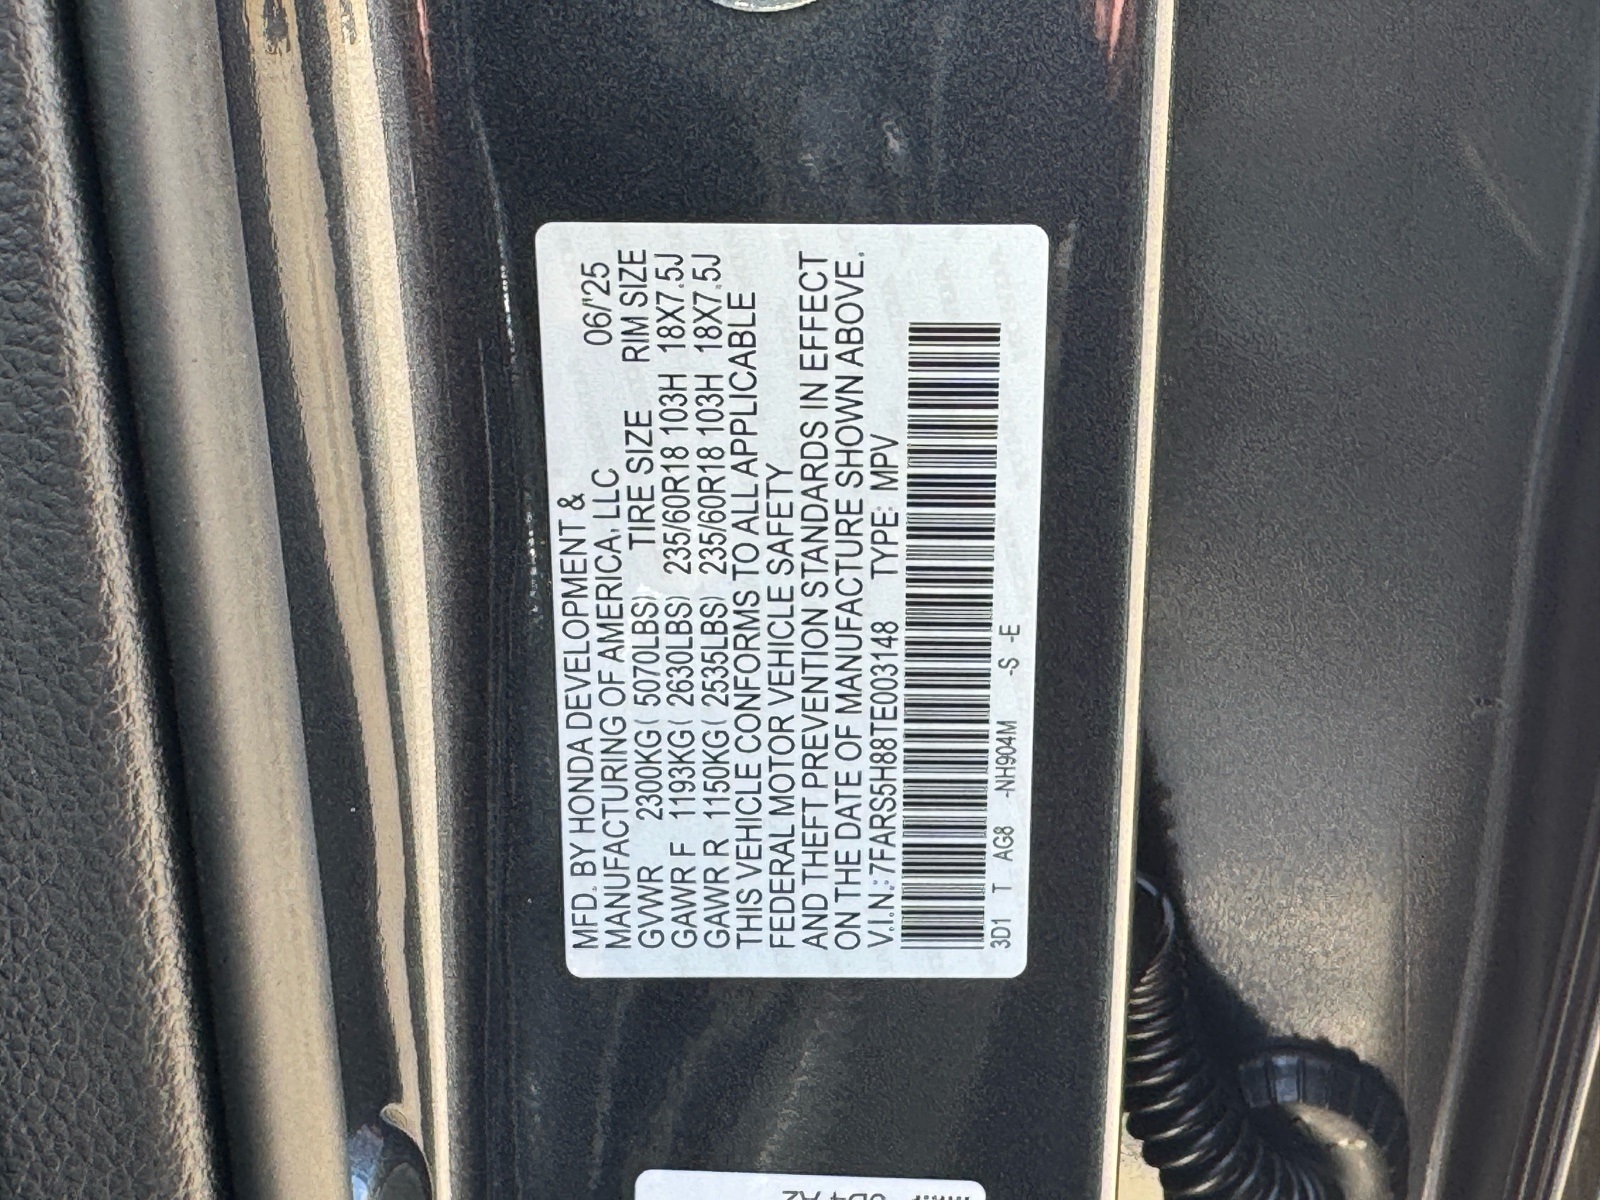 MFD. BY HONDA DEVELOPMENT &
MANUFACTURING OF AMERICA, LLC 06/'25
GVWR 2300KG( 5070LBS) TIRE SIZE RIM SIZE
GAWR F 1193KG( 2630LBS) 235/60R18 103H 18X7.5J
GAWR R 1150KG( 2535LBS) 235/60R18 103H 18X7.5J
THIS VEHICLE CONFORMS TO ALL APPLICABLE
FEDERAL MOTOR VEHICLE SAFETY
AND THEFT PREVENTION STANDARDS IN EFFECT
ON THE DATE OF MANUFACTURE SHOWN ABOVE.
V.I.N.: 7FARS5H88TE003148 TYPE: MPV
3D1 T AG8 -NH904M -S -E